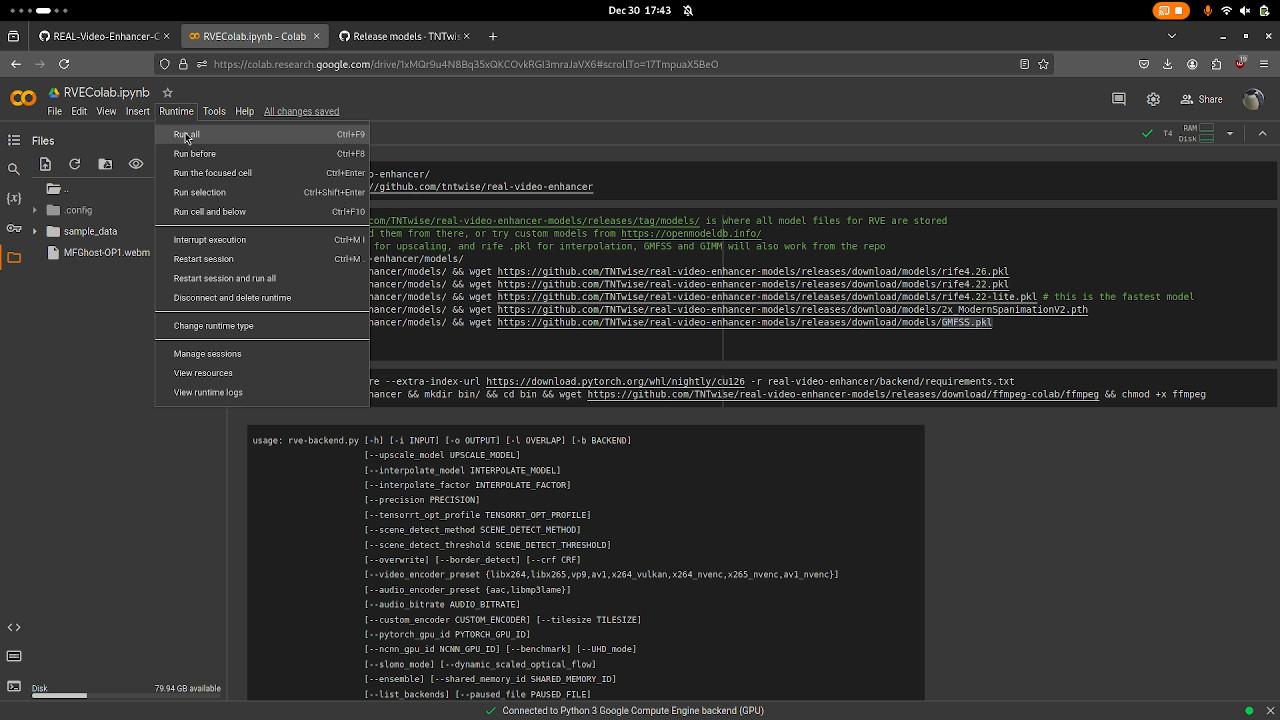 Dec 30 17:43
REAL-Video-Enhancer-C
RVEColab.ipynb - Colab
Release models · TNTwis
https://colab.research.google.com/drive/1xMQr9u4N8Bq35xQKCOvkRGI3mraJaVX6#scrollTo=17TmpuaX5BeO
RVEColab.ipynb
File Edit View Insert Runtime Tools Help All changes saved
Share
Files
T4 RAM
Disk
..
.config
sample_data
MFGhost-OP1.webm
Run all Ctrl+F9
Run before Ctrl+F8
Run the focused cell Ctrl+Enter
Run selection Ctrl+Shift+Enter
Run cell and below Ctrl+F10
Interrupt execution Ctrl+M I
Restart session Ctrl+M .
Restart session and run all
Disconnect and delete runtime
Change runtime type
Manage sessions
View resources
View runtime logs
-enhancer/
//github.com/tntwise/real-video-enhancer
com/TNTwise/real-video-enhancer-models/releases/tag/models/ is where all model files for RVE are stored
d them from there, or try custom models from https://openmodeldb.info/
for upscaling, and rife .pkl for interpolation, GMFSS and GIMM will also work from the repo
-enhancer/models/
hancer/models/ && wget https://github.com/TNTwise/real-video-enhancer-models/releases/download/models/rife4.26.pkl
hancer/models/ && wget https://github.com/TNTwise/real-video-enhancer-models/releases/download/models/rife4.22.pkl
hancer/models/ && wget https://github.com/TNTwise/real-video-enhancer-models/releases/download/models/rife4.22-lite.pkl # this is the fastest model
hancer/models/ && wget https://github.com/TNTwise/real-video-enhancer-models/releases/download/models/2x_ModernSpanimationV2.pth
hancer/models/ && wget https://github.com/TNTwise/real-video-enhancer-models/releases/download/models/GMFSS.pkl
re --extra-index-url https://download.pytorch.org/whl/nightly/cu126 -r real-video-enhancer/backend/requirements.txt
hancer && mkdir bin/ && cd bin && wget https://github.com/TNTwise/real-video-enhancer-models/releases/download/ffmpeg-colab/ffmpeg && chmod +x ffmpeg
usage: rve-backend.py [-h] [-i INPUT] [-o OUTPUT] [-l OVERLAP] [-b BACKEND]
[--upscale_model UPSCALE_MODEL]
[--interpolate_model INTERPOLATE_MODEL]
[--interpolate_factor INTERPOLATE_FACTOR]
[--precision PRECISION]
[--tensorrt_opt_profile TENSORRT_OPT_PROFILE]
[--scene_detect_method SCENE_DETECT_METHOD]
[--scene_detect_threshold SCENE_DETECT_THRESHOLD]
[--overwrite] [--border_detect] [--crf CRF]
[--video_encoder_preset {libx264,libx265,vp9,av1,x264_vulkan,x264_nvenc,x265_nvenc,av1_nvenc}]
[--audio_encoder_preset {aac,libmp3lame}]
[--audio_bitrate AUDIO_BITRATE]
[--custom_encoder CUSTOM_ENCODER] [--tilesize TILESIZE]
[--pytorch_gpu_id PYTORCH_GPU_ID]
[--ncnn_gpu_id NCNN_GPU_ID] [--benchmark] [--UHD_mode]
[--slomo_mode] [--dynamic_scaled_optical_flow]
[--ensemble] [--shared_memory_id SHARED_MEMORY_ID]
[--list_backends] [--paused_file PAUSED_FILE]
Disk 79.94 GB available
Connected to Python 3 Google Compute Engine backend (GPU)